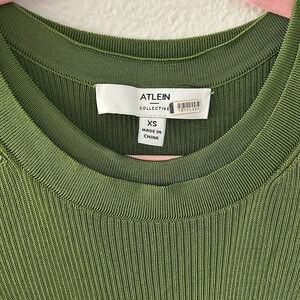 ATLEIN
COLLECTIVE
XS
MADE IN
CHINA